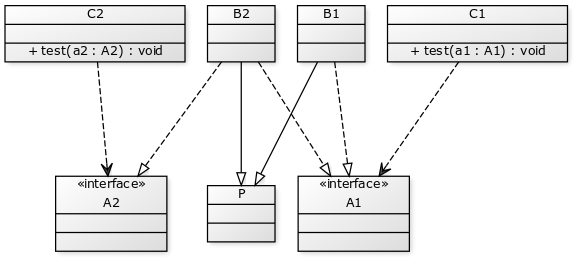 C2
+ test(a2 : A2) : void
B2
B1
C1
+ test(a1 : A1) : void
«interface»
A2
P
«interface»
A1